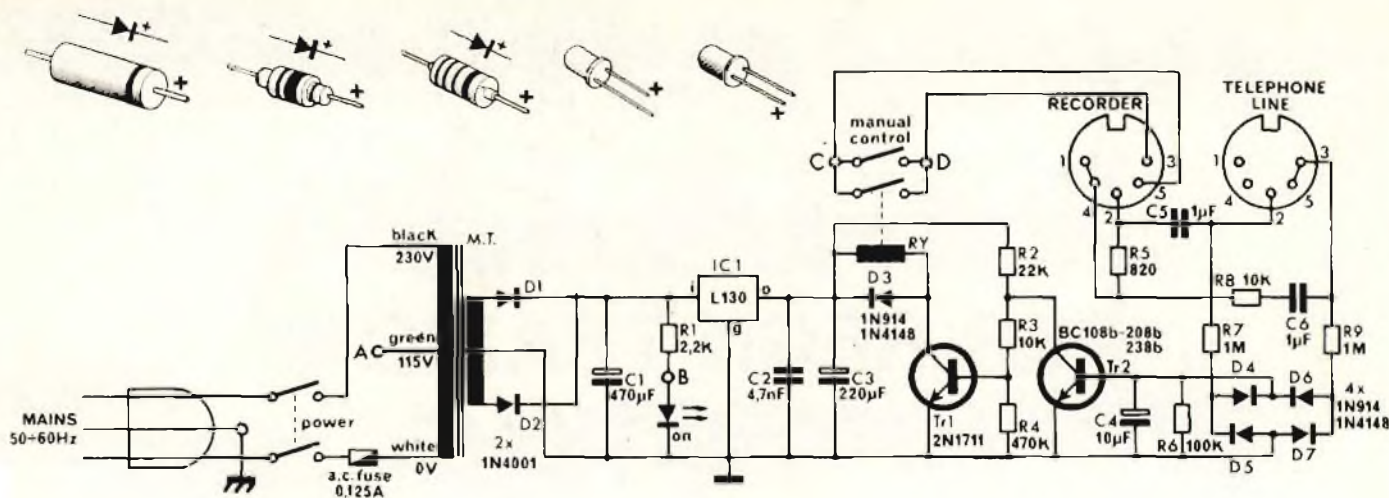 +
+
+
+
+
+
+
+
RECORDER
TELEPHONE
LINE
manual
control
C
D
1
3
4
2
5
1
3
4
2
5
C5
1µF
black
230V
M.T.
D1
IC1
i
L130
o
g
RY
D3
1N914
1N4148
R2
22K
R5
820
R8 10K
C6
1µF
R7
1M
R9
1M
A
green
115V
R1
2,2K
B
C1
470µF
C2
4,7nF
C3
220µF
R3
10K
BC108b-208b
238b
Tr2
D4
D6
4x
1N914
1N4148
MAINS
50÷60Hz
power
D2
2x
1N4001
on
Tr1
2N1711
R4
470K
C4
10µF
R6
100K
D5
D7
white
0V
a.c. fuse
0,125A